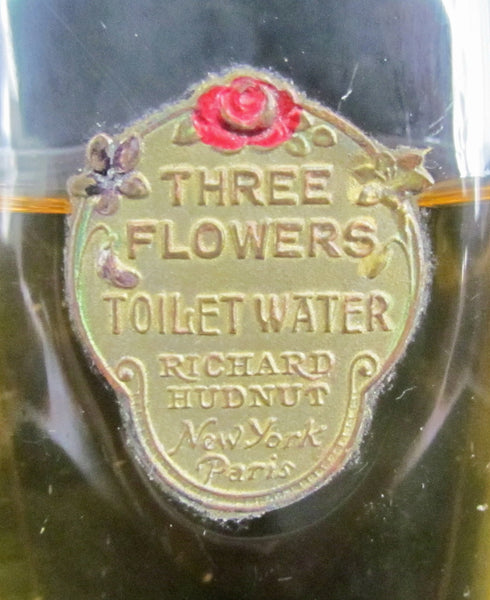 THREE
FLOWERS
TOILET WATER
RICHARD
HUDNUT
New York
Paris